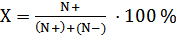 X = N+ / (N+)+(N-) · 100 %